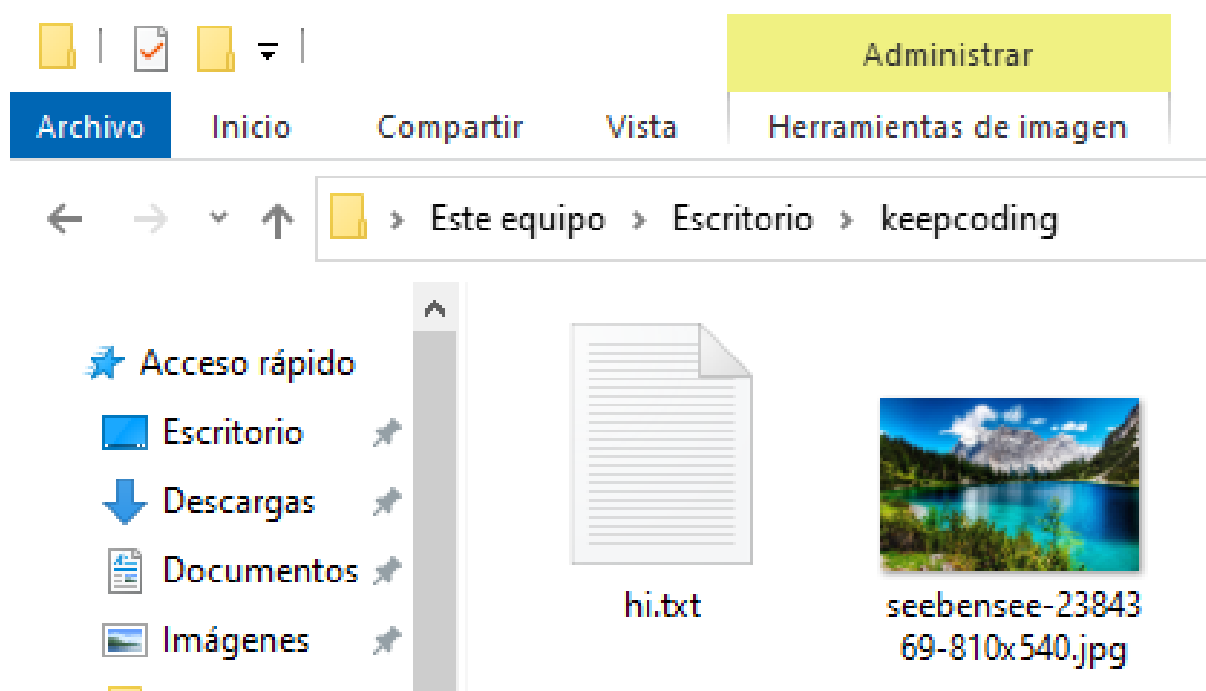 Administrar
Archivo Inicio Compartir Vista Herramientas de imagen
Este equipo > Escritorio > keepcoding
Acceso rápido
Escritorio
Descargas
Documentos
Imágenes
hi.txt
seebensee-23843
69-810x540.jpg